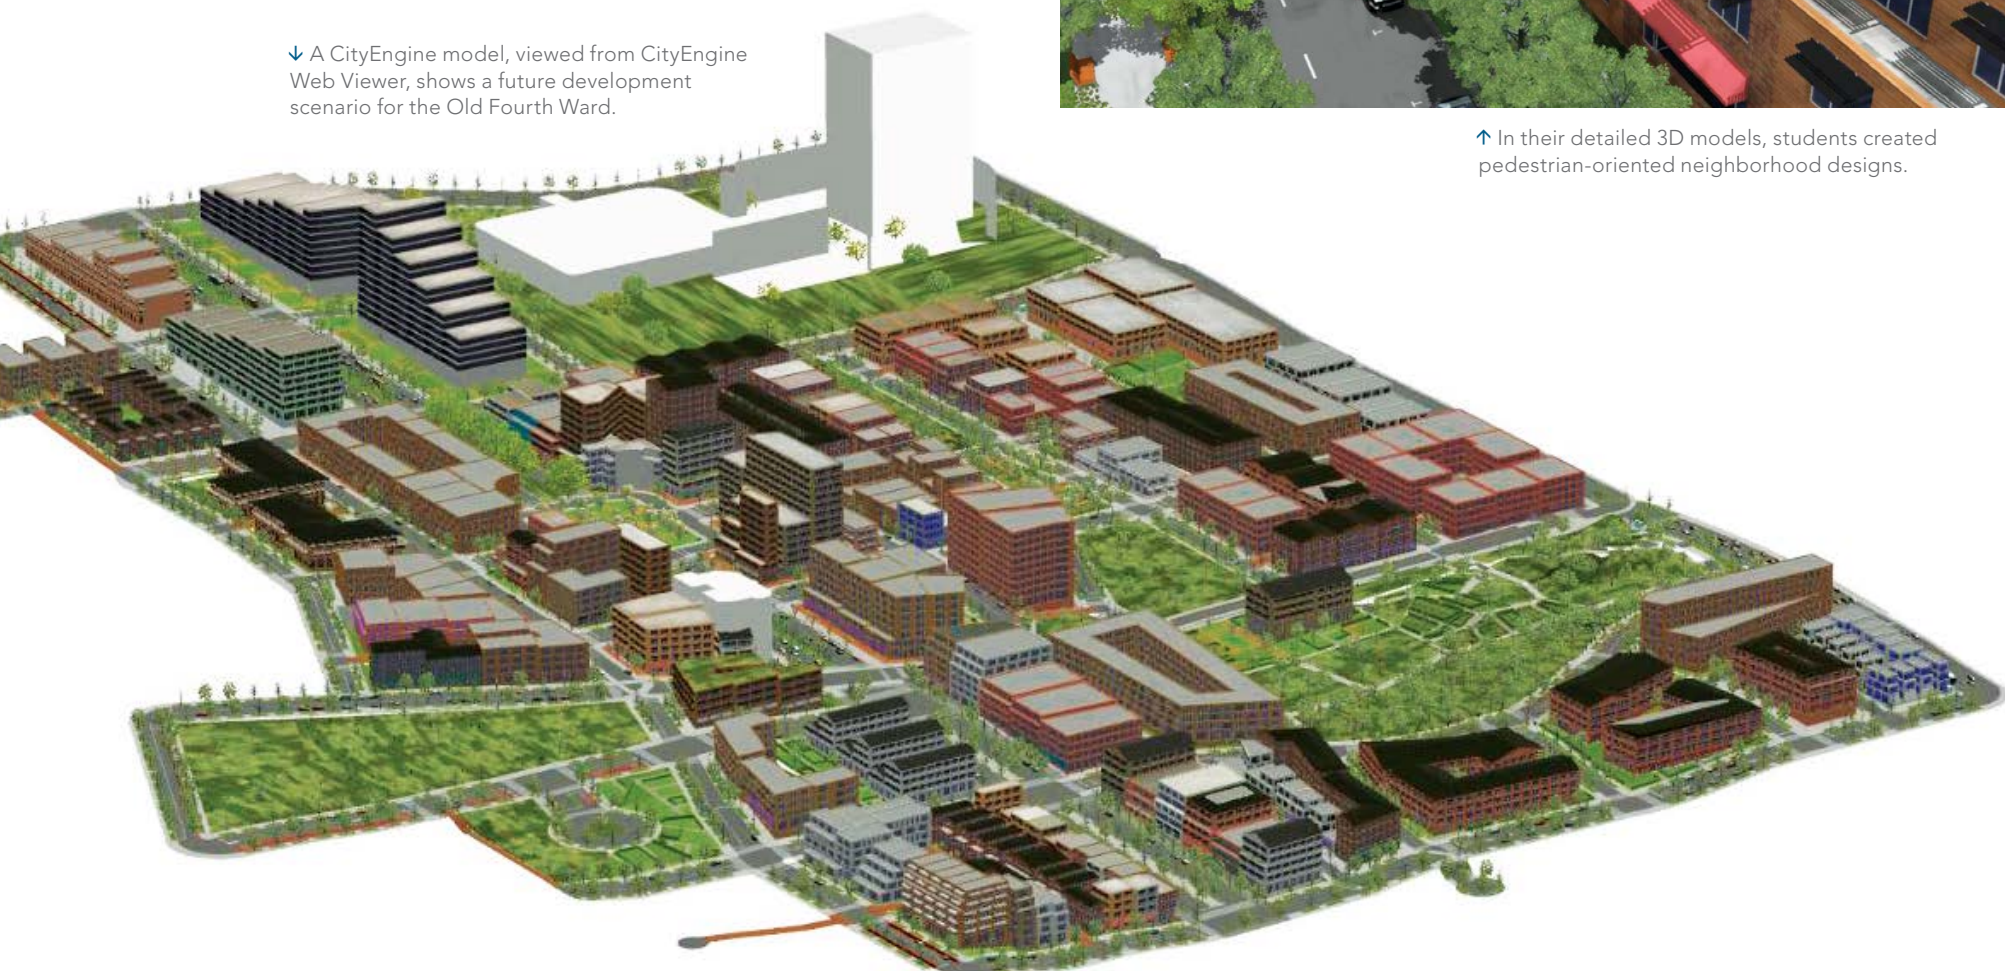 ↓ A CityEngine model, viewed from CityEngine
Web Viewer, shows a future development
scenario for the Old Fourth Ward.
↑ In their detailed 3D models, students created
pedestrian-oriented neighborhood designs.